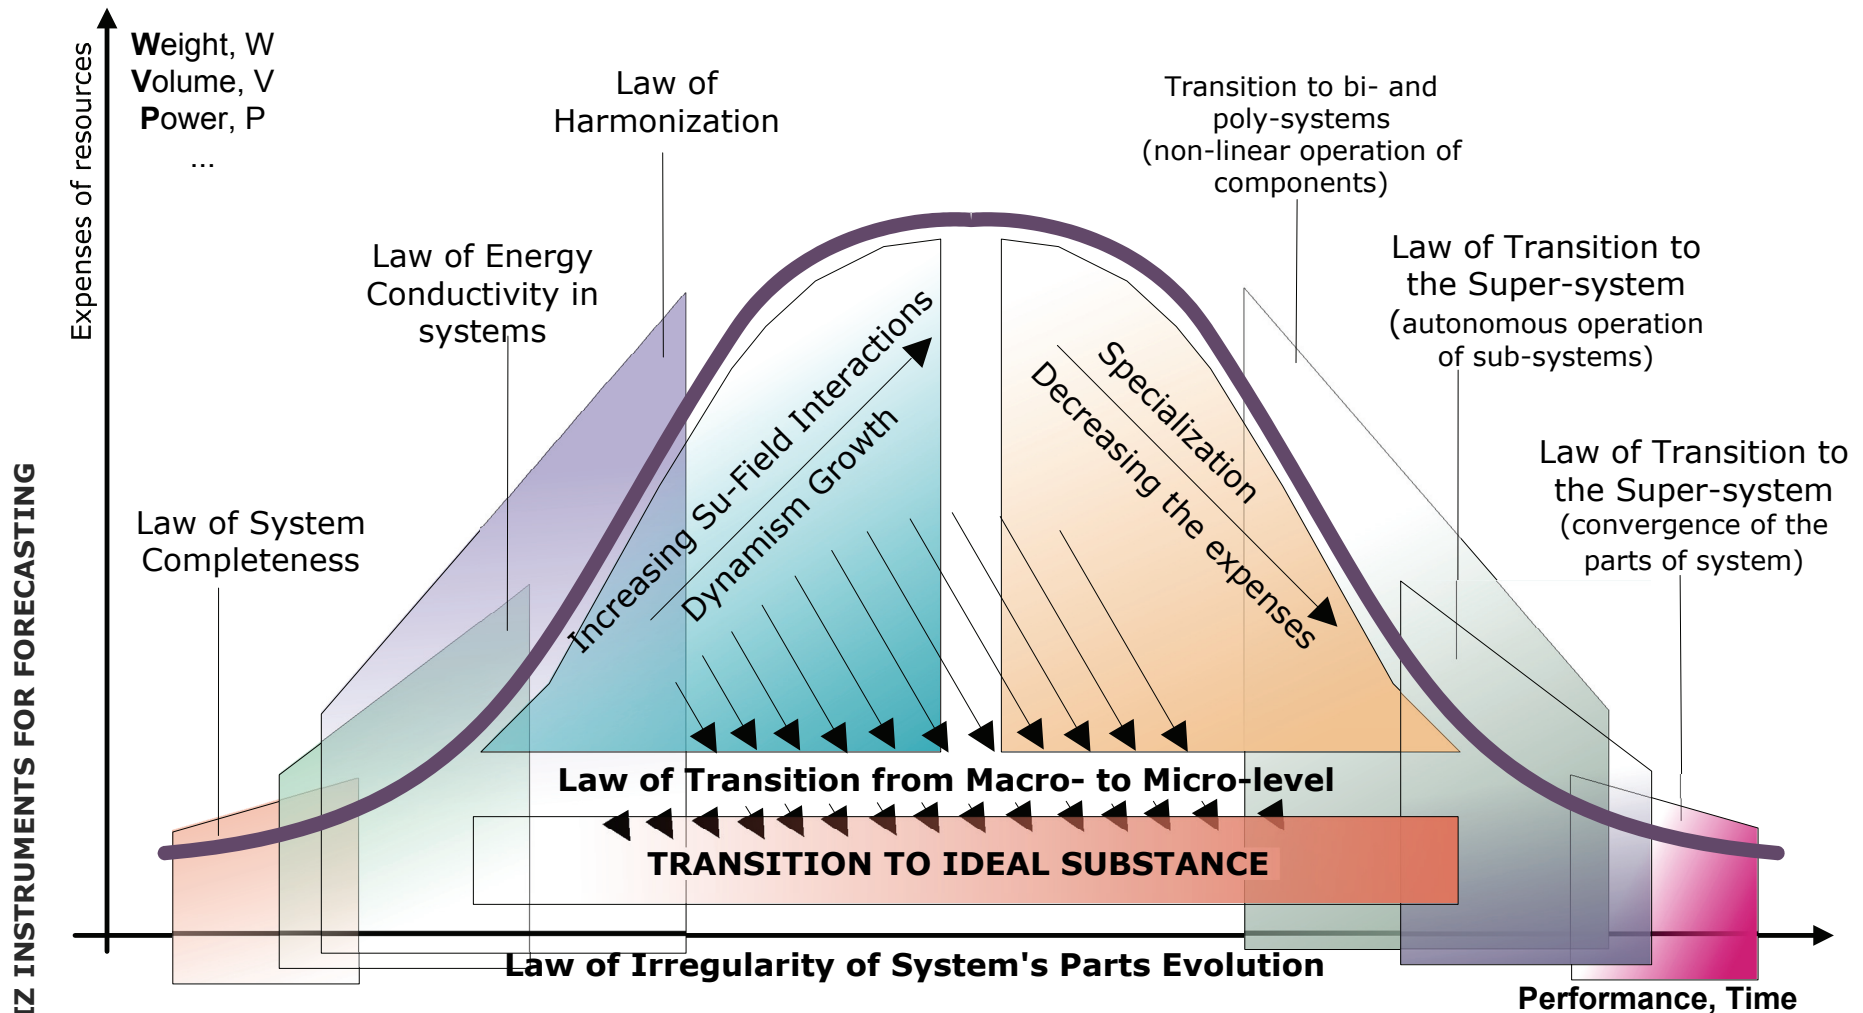 Weight, W
Volume, V
Power, P
...
Expenses of resources
Law of
Harmonization
Transition to bi- and
poly-systems
(non-linear operation of
components)
Law of Energy
Conductivity in
systems
Law of Transition to
the Super-system
(autonomous operation
of sub-systems)
Law of Transition to
the Super-system
(convergence of the
parts of system)
Law of System
Completeness
Increasing Su-Field Interactions
Dynamism Growth
Specialization
Decreasing the expenses
Law of Transition from Macro- to Micro-level
TRANSITION TO IDEAL SUBSTANCE
Law of Irregularity of System's Parts Evolution
Performance, Time
IZ INSTRUMENTS FOR FORECASTING